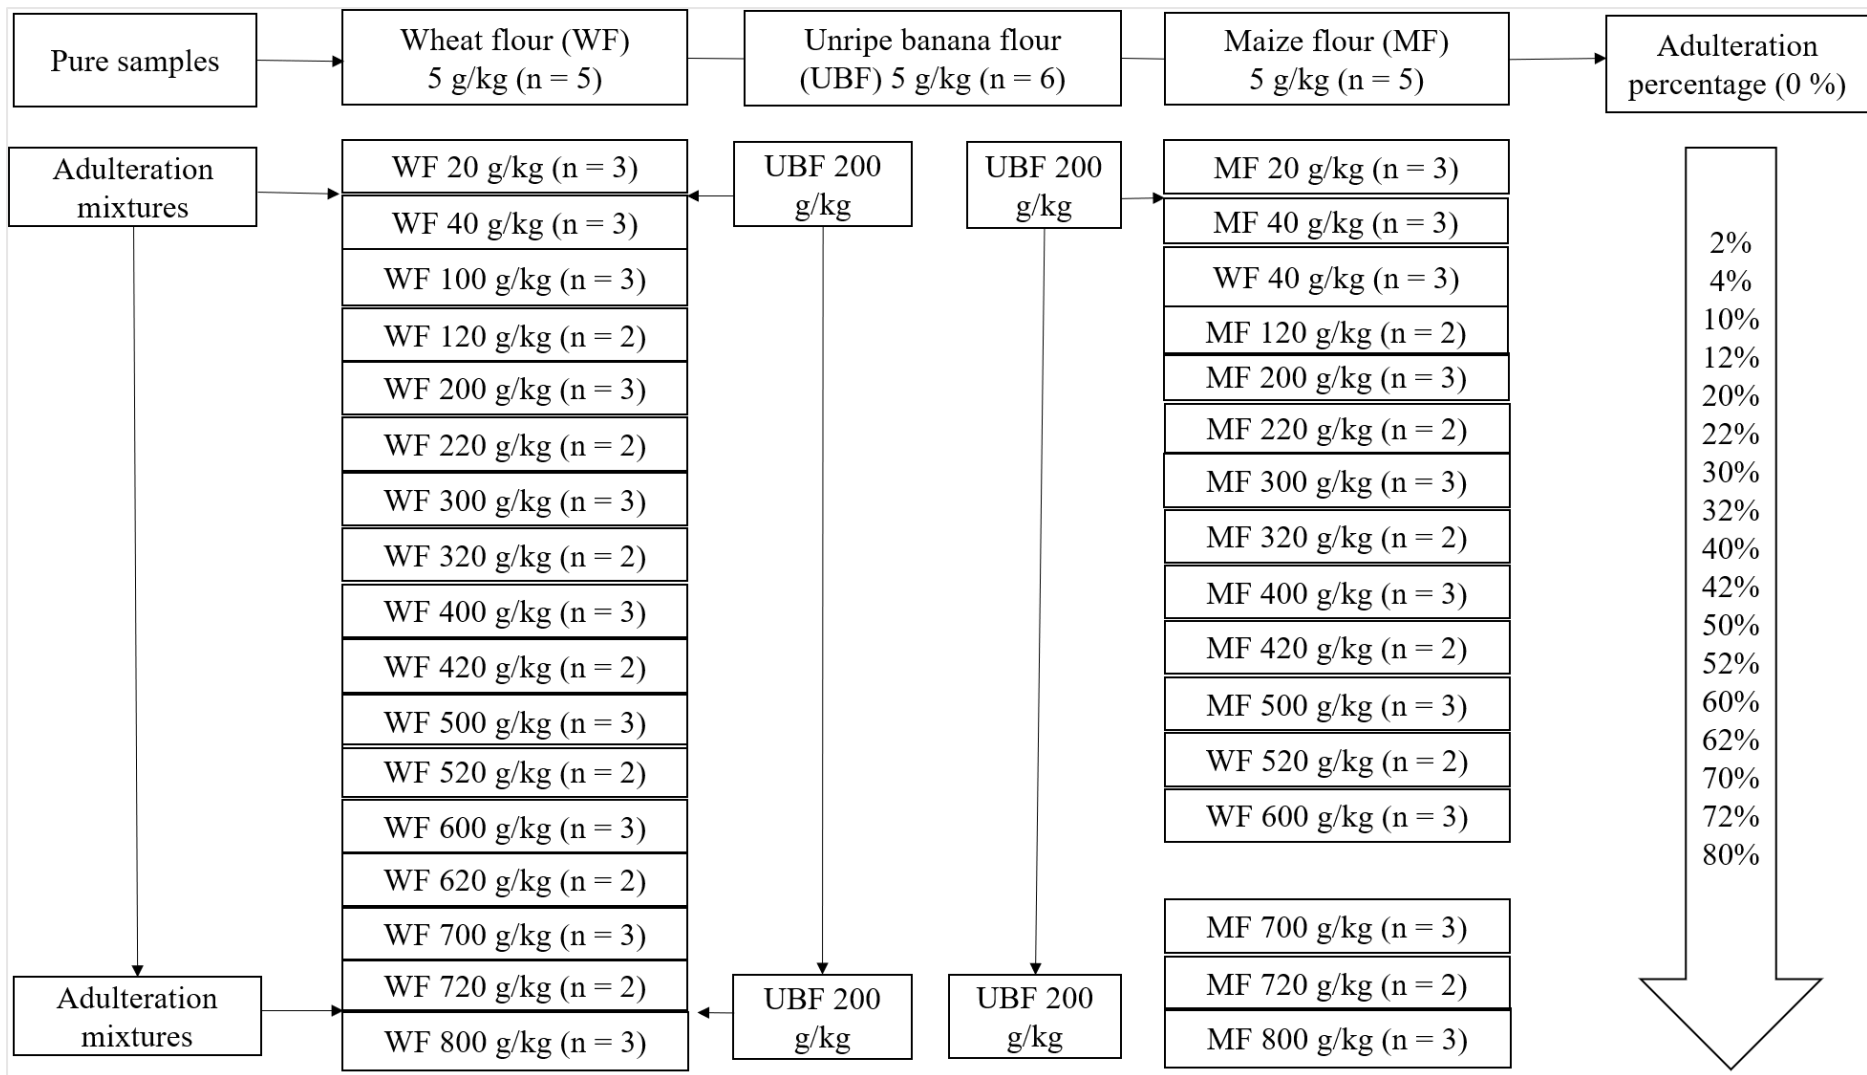 Pure samples
Wheat flour (WF)
5 g/kg (n = 5)
Unripe banana flour
(UBF) 5 g/kg (n = 6)
Maize flour (MF)
5 g/kg (n = 5)
Adulteration
percentage (0 %)
Adulteration
mixtures
WF 20 g/kg (n = 3)
WF 40 g/kg (n = 3)
WF 100 g/kg (n = 3)
WF 120 g/kg (n = 2)
WF 200 g/kg (n = 3)
WF 220 g/kg (n = 2)
WF 300 g/kg (n = 3)
WF 320 g/kg (n = 2)
WF 400 g/kg (n = 3)
WF 420 g/kg (n = 2)
WF 500 g/kg (n = 3)
WF 520 g/kg (n = 2)
WF 600 g/kg (n = 3)
WF 620 g/kg (n = 2)
WF 700 g/kg (n = 3)
WF 720 g/kg (n = 2)
WF 800 g/kg (n = 3)
UBF 200
g/kg
UBF 200
g/kg
MF 20 g/kg (n = 3)
MF 40 g/kg (n = 3)
WF 40 g/kg (n = 3)
MF 120 g/kg (n = 2)
MF 200 g/kg (n = 3)
MF 220 g/kg (n = 2)
MF 300 g/kg (n = 3)
MF 320 g/kg (n = 2)
MF 400 g/kg (n = 3)
MF 420 g/kg (n = 2)
MF 500 g/kg (n = 3)
WF 520 g/kg (n = 2)
WF 600 g/kg (n = 3)
MF 700 g/kg (n = 3)
MF 720 g/kg (n = 2)
MF 800 g/kg (n = 3)
2%
4%
10%
12%
20%
22%
30%
32%
40%
42%
50%
52%
60%
62%
70%
72%
80%
Adulteration
mixtures
UBF 200
g/kg
UBF 200
g/kg